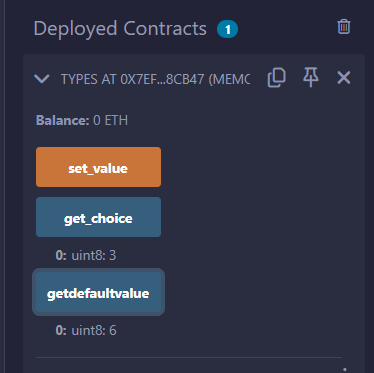 Deployed Contracts 1
TYPES AT 0X7EF...8CB47 (MEMO
Balance: 0 ETH
set_value
get_choice
0: uint8: 3
getdefaultvalue
0: uint8: 6